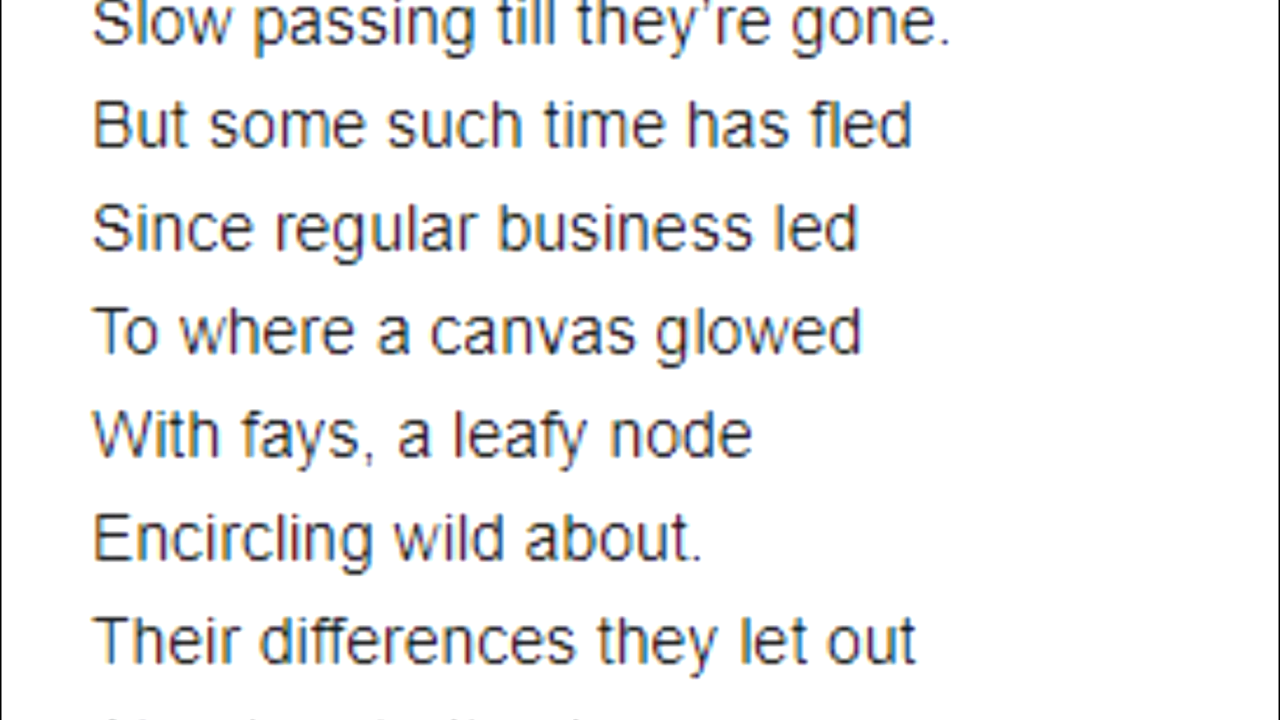 Slow passing till they're gone.
But some such time has fled
Since regular business led
To where a canvas glowed
With fays, a leafy node
Encircling wild about.
Their differences they let out